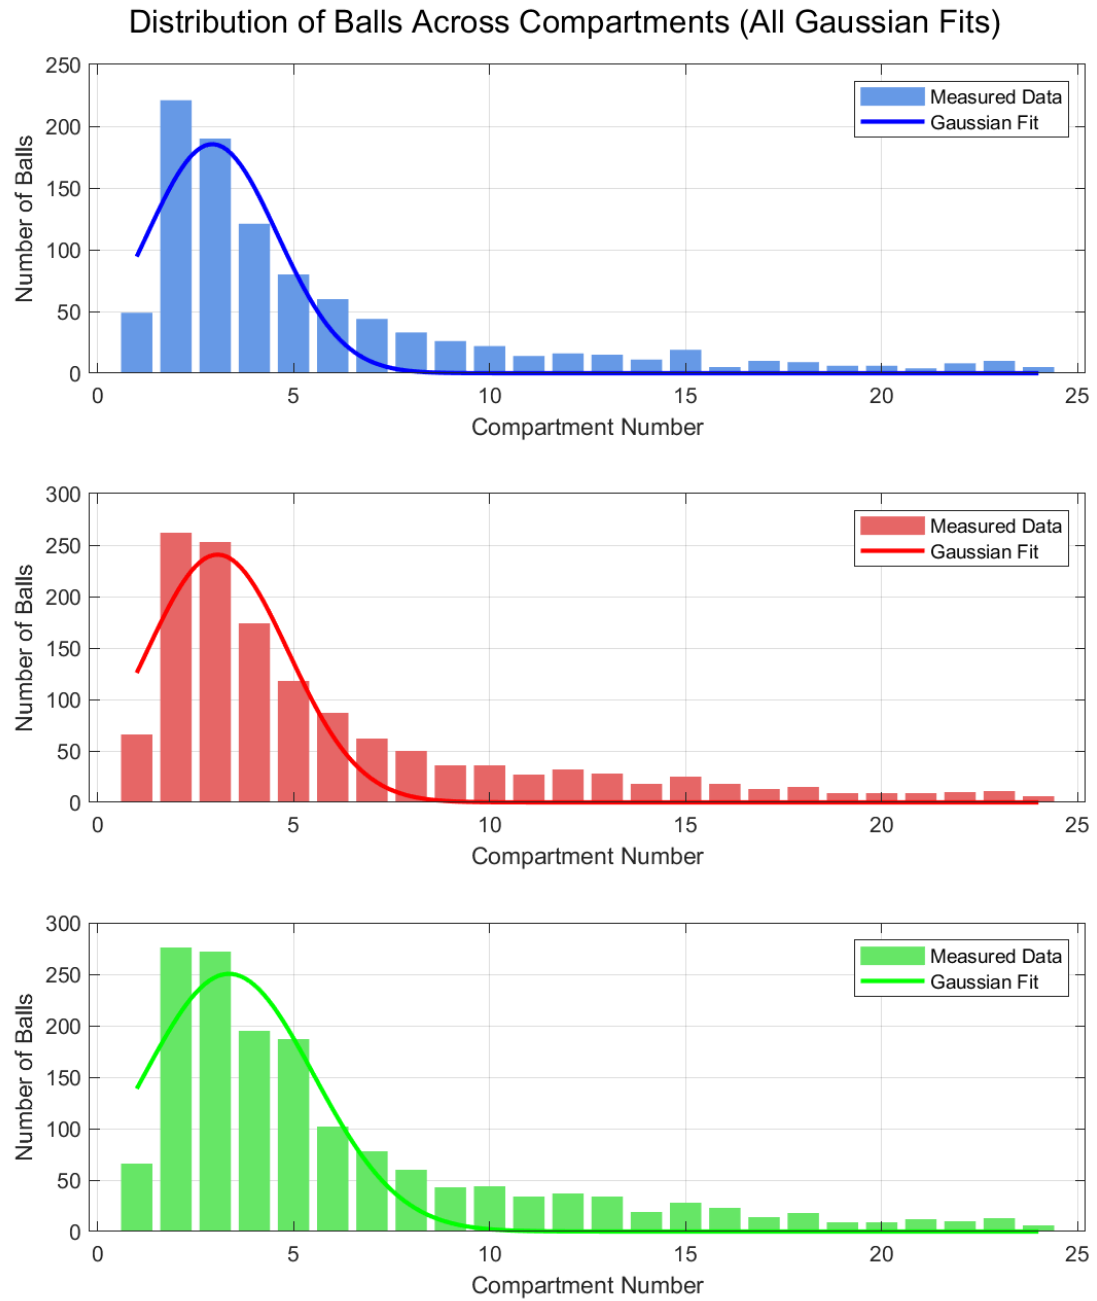 Distribution of Balls Across Compartments (All Gaussian Fits)
250
200
150
100
50
0
Number of Balls
Measured Data
Gaussian Fit
0 5 10 15 20 25
Compartment Number
300
250
200
150
100
50
0
Number of Balls
Measured Data
Gaussian Fit
0 5 10 15 20 25
Compartment Number
300
250
200
150
100
50
0
Number of Balls
Measured Data
Gaussian Fit
0 5 10 15 20 25
Compartment Number